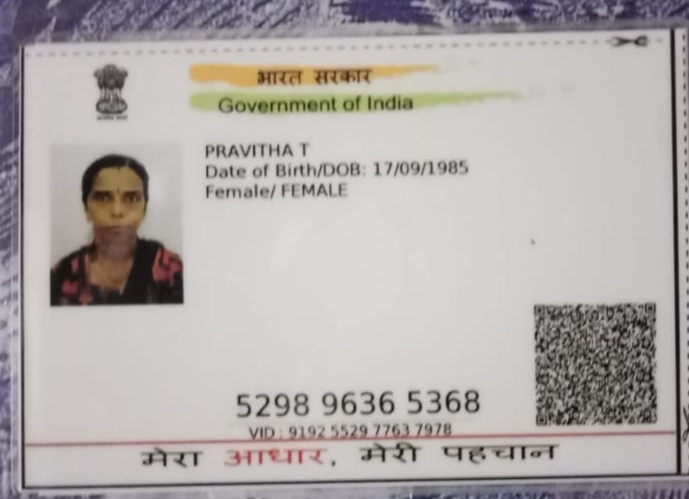 भारत सरकार
Government of India
PRAVITHA T
Date of Birth/DOB: 17/09/1985
Female/ FEMALE
5298 9636 5368
VID : 9192 5529 7763 7978
मेरा आधार, मेरी पहचान